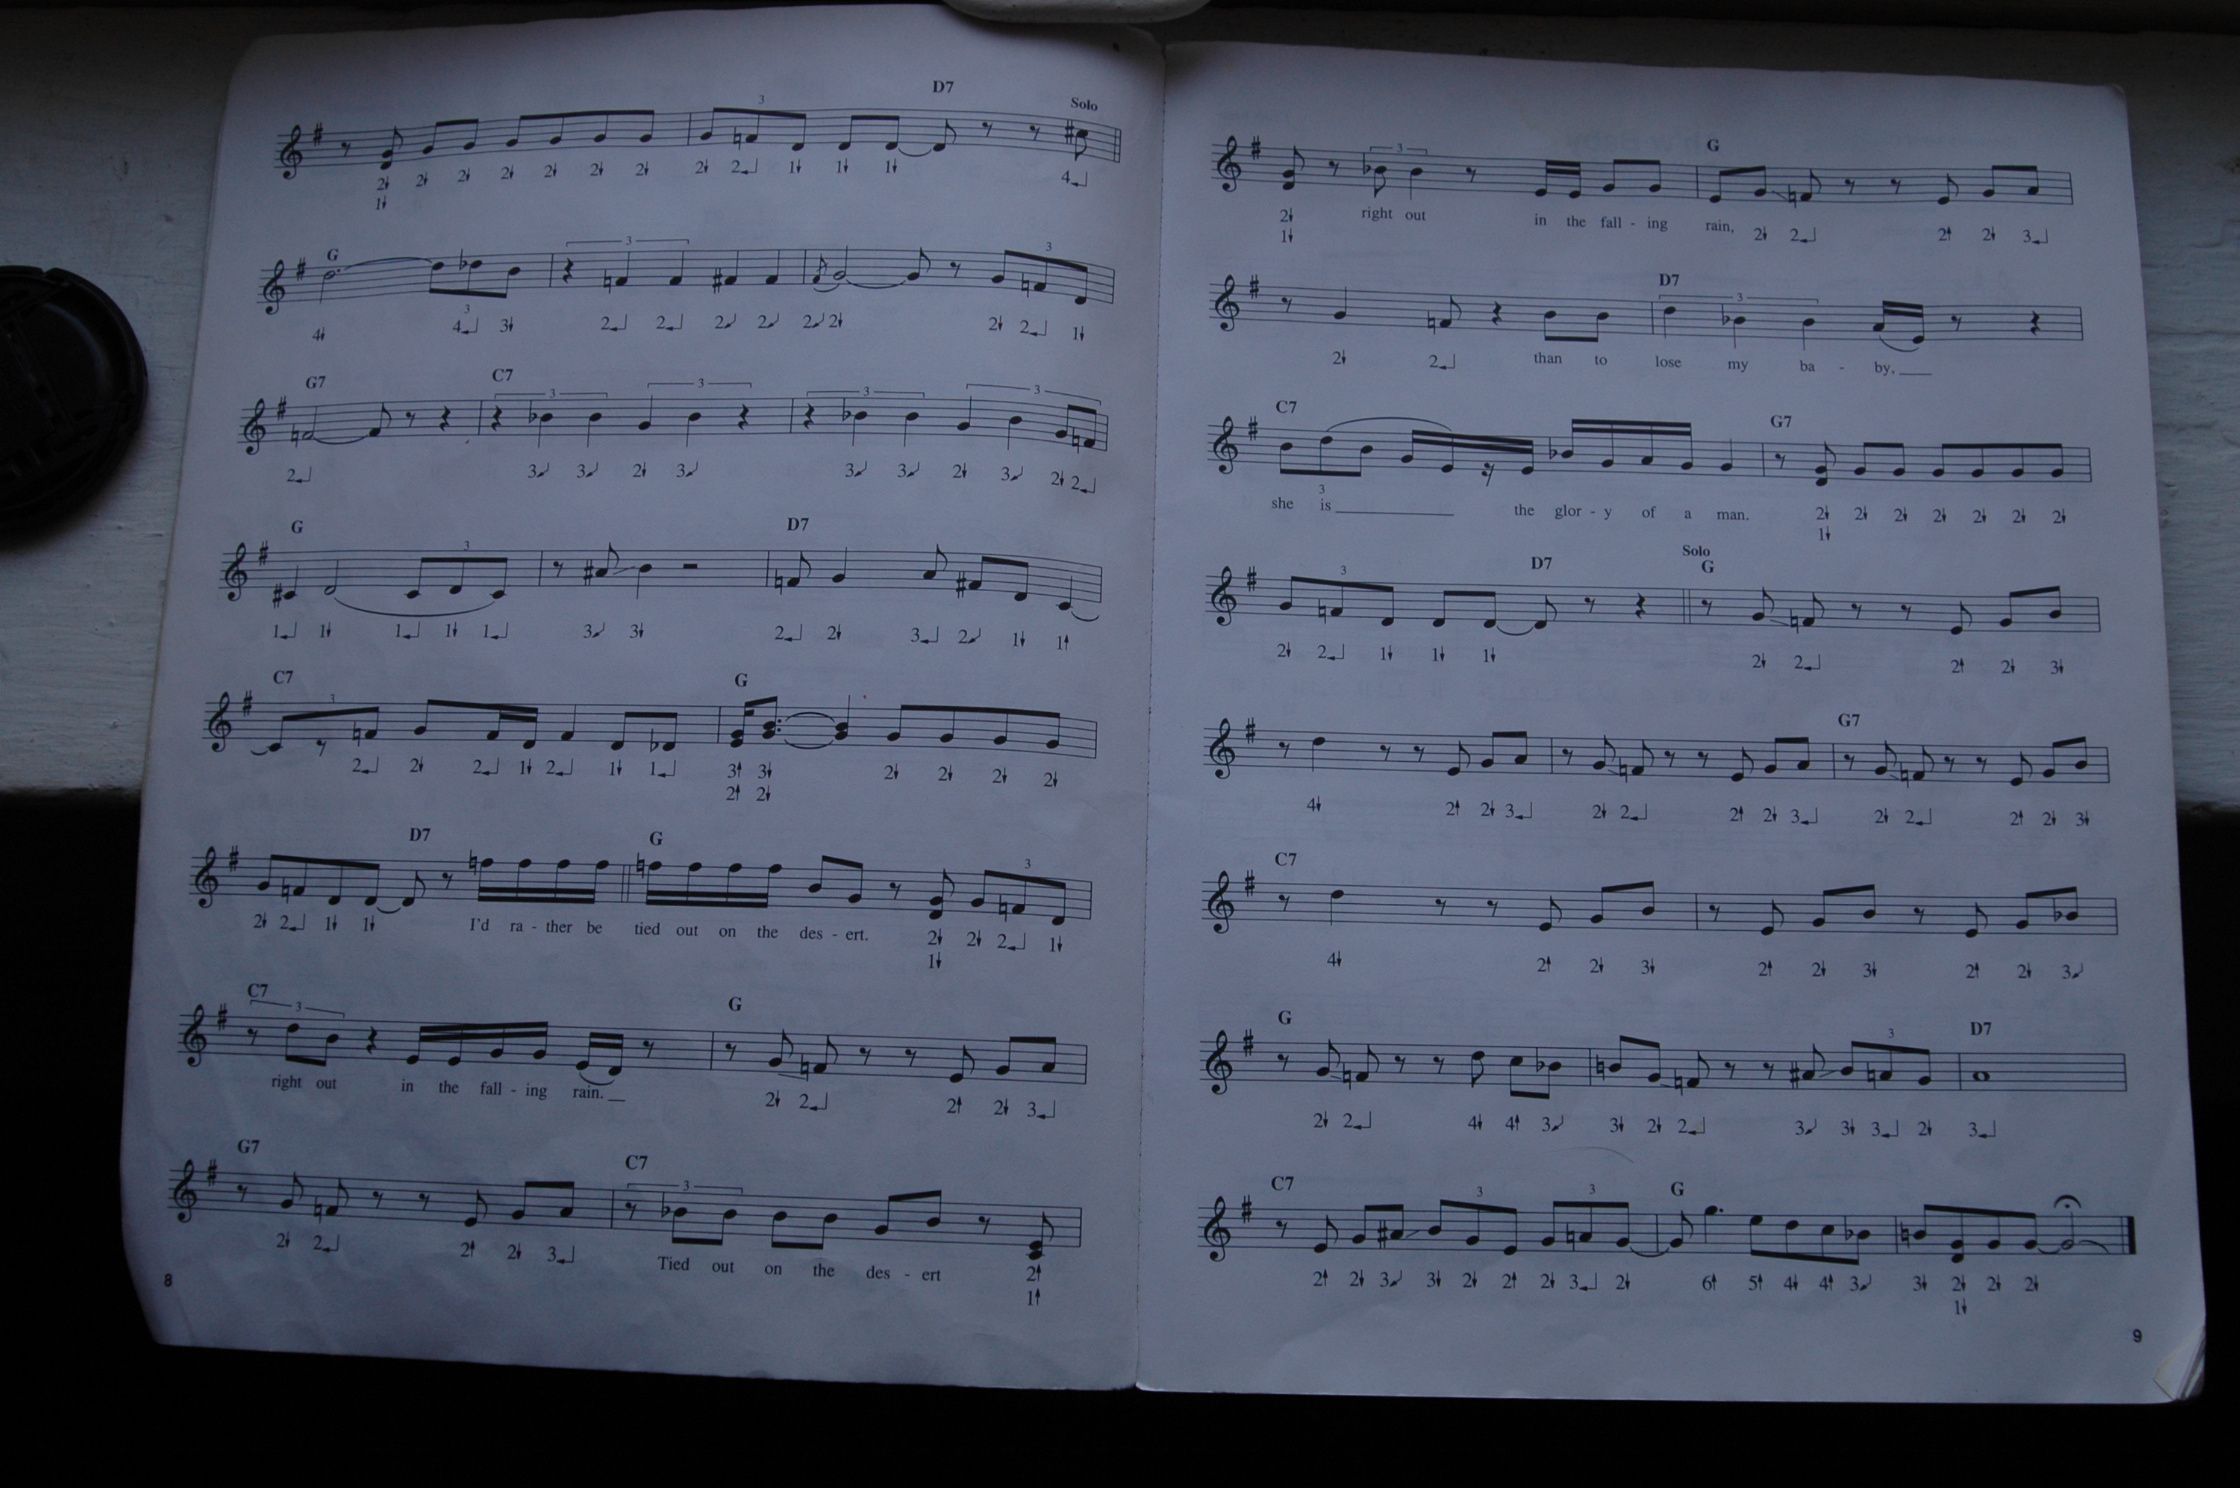 D7
3 Solo
2 2 2 2 2 2 2 2 2 1 1 1 4
1
G 3 3
3
4 4 3 2 2 2 2 2 2 2 2 1
G7 C7
3 3 3 3
2 3 3 2 3 3 3 2 3 2 2
G D7
3
1 1 1 1 1 3 3 2 2 3 2 1 1
C7 G
3
2 2 2 1 2 1 1 3 3 2 2 2 2
2 2
D7 G
3
2 2 1 1 I'd ra - ther be tied out on the des - ert. 2 2 2 1
1
C7 G
3
right out in the fall - ing rain. 2 2 2 2 3
G7 C7
3
2 2 2 2 3 Tied out on the des - ert 2
1
8
G
3
2 right out in the fall - ing rain, 2 2 2 2 3
1
D7
3
2 2 than to lose my ba - by,
C7 G7
3
she is the glor - y of a man. 2 2 2 2 2 2 2
1
Solo
D7 G
3
2 2 1 1 1 2 2 2 2 3
G7
4 2 2 3 2 2 2 2 3 2 2 2 2 3
C7
4 2 2 3 2 2 3 2 2 3
G D7
3
2 2 4 4 3 3 2 2 3 3 3 2 3
C7 G
3 3
2 2 3 3 2 2 2 3 2 6 5 4 4 3 3 2 2 2
1
9